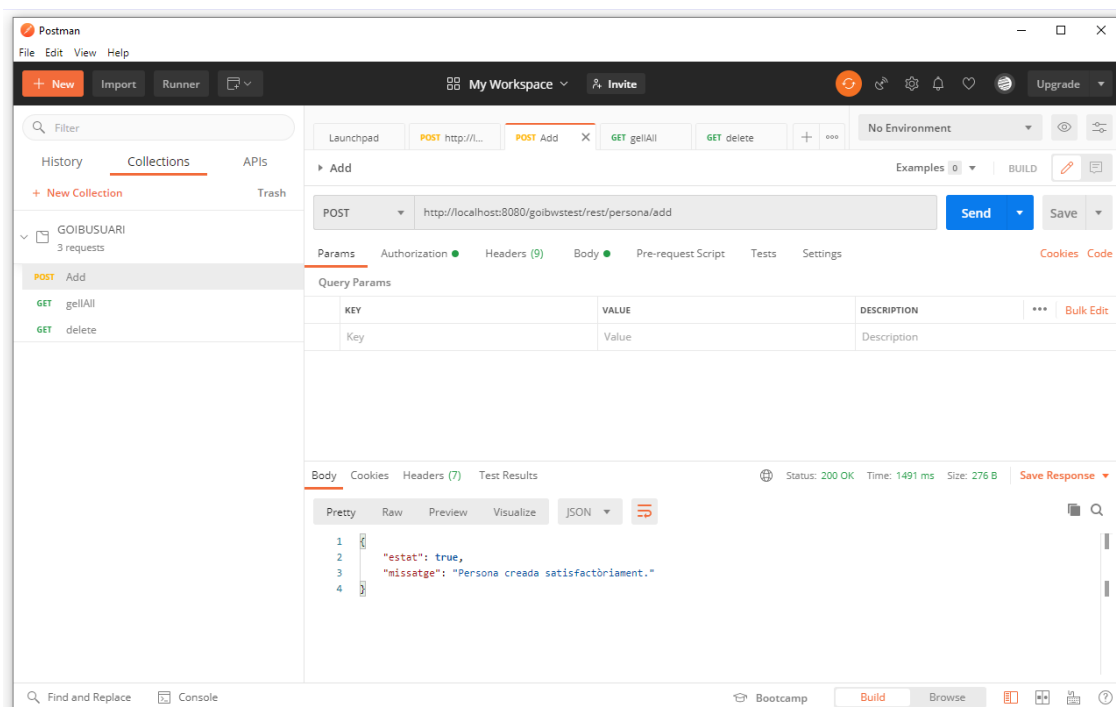 Postman
File Edit View Help
+ New Import Runner My Workspace Invite Upgrade
Filter
History Collections APIs
+ New Collection Trash
GOIBUSUARI
3 requests
POST Add
GET gellAll
GET delete
Launchpad POST http://l... POST Add X GET gellAll GET delete + ooo No Environment
Add Examples 0 BUILD
POST http://localhost:8080/goibwstest/rest/persona/add Send Save
Params Authorization Headers (9) Body Pre-request Script Tests Settings Cookies Code
Query Params
KEY VALUE DESCRIPTION ••• Bulk Edit
Key Value Description
Body Cookies Headers (7) Test Results Status: 200 OK Time: 1491 ms Size: 276 B Save Response
Pretty Raw Preview Visualize JSON
1 {
2 "estat": true,
3 "missatge": "Persona creada satisfactòriament."
4 }
Find and Replace Console Bootcamp Build Browse